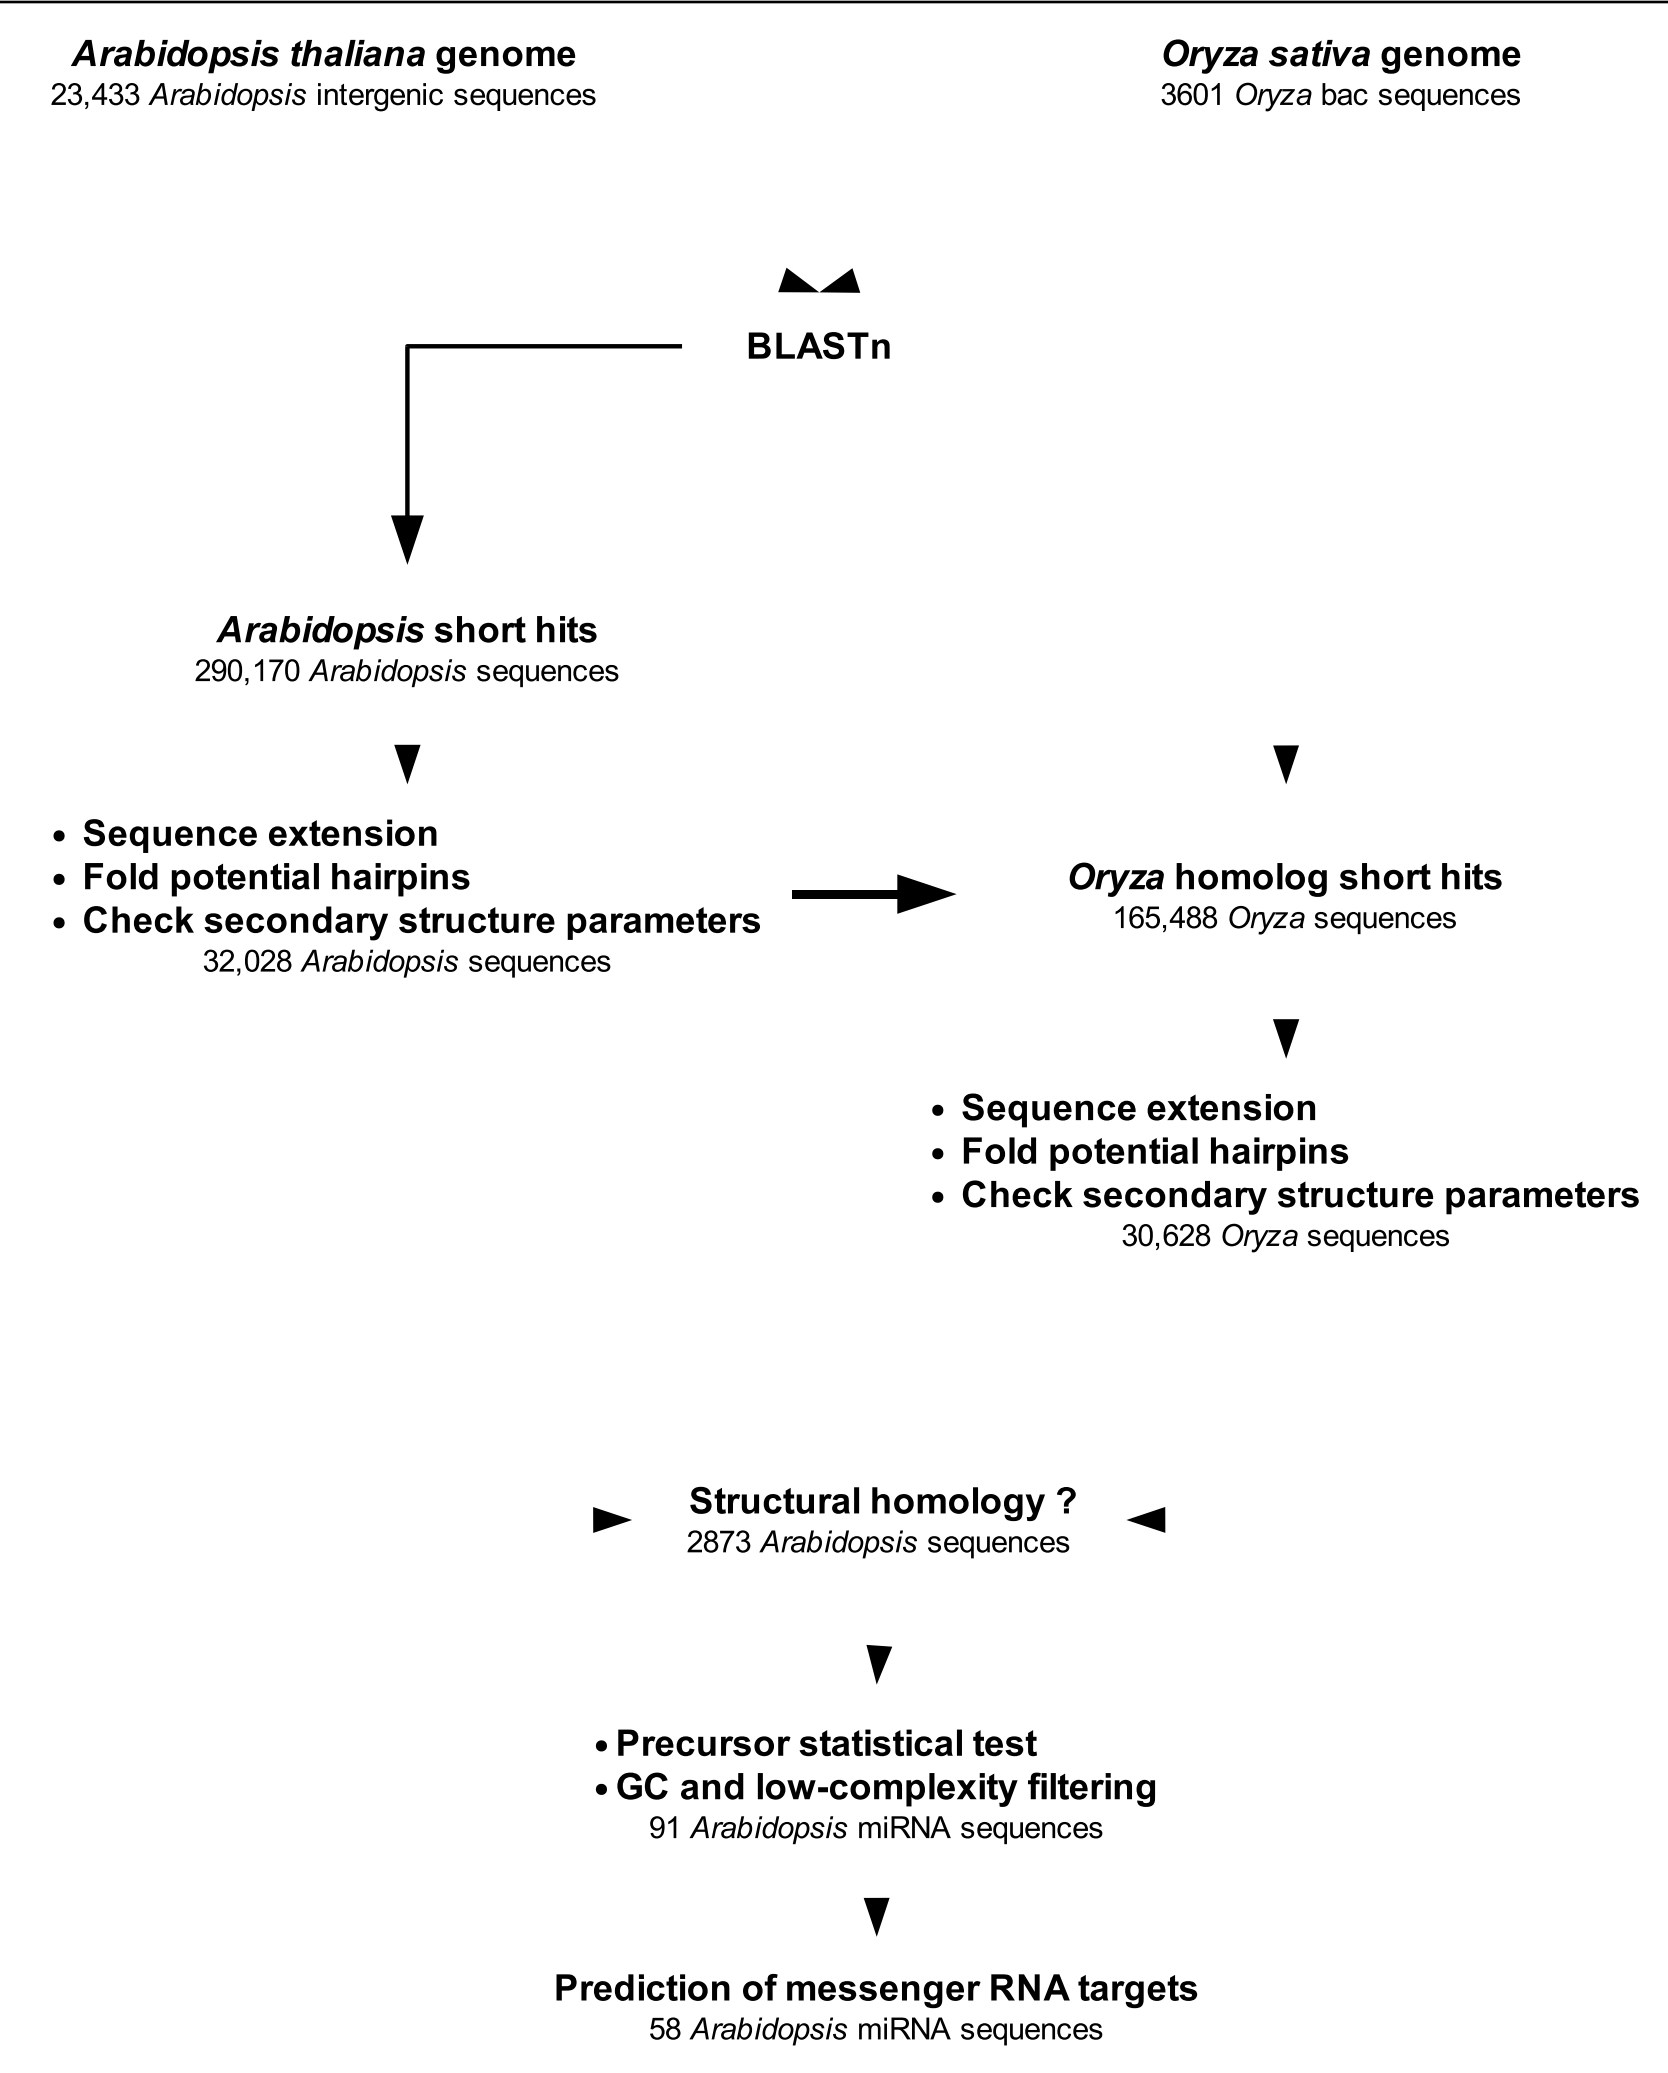 Arabidopsis thaliana genome
23,433 Arabidopsis intergenic sequences
Oryza sativa genome
3601 Oryza bac sequences
BLASTn
Arabidopsis short hits
290,170 Arabidopsis sequences
• Sequence extension
• Fold potential hairpins
• Check secondary structure parameters
32,028 Arabidopsis sequences
Oryza homolog short hits
165,488 Oryza sequences
• Sequence extension
• Fold potential hairpins
• Check secondary structure parameters
30,628 Oryza sequences
Structural homology ?
2873 Arabidopsis sequences
• Precursor statistical test
• GC and low-complexity filtering
91 Arabidopsis miRNA sequences
Prediction of messenger RNA targets
58 Arabidopsis miRNA sequences